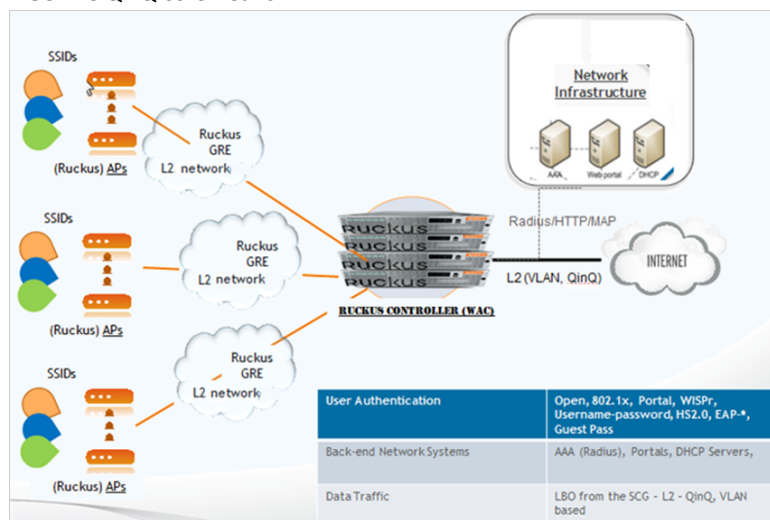 SSIDs
(Ruckus) APs
Ruckus
GRE
L2 network
SSIDs
(Ruckus) APs
Ruckus
GRE
L2 network
SSIDs
(Ruckus) APs
Ruckus
GRE
L2 network
RUCKUS
RUCKUS
RUCKUS
RUCKUS
RUCKUS CONTROLLER (WAC)
Network
Infrastructure
AAA
Web portal
DHCP
Radius/HTTP/MAP
L2 (VLAN, QinQ)
INTERNET
User Authentication
Open, 802.1x, Portal, WISPr,
Username-password, HS2.0, EAP-*,
Guest Pass
Back-end Network Systems
AAA (Radius), Portals, DHCP Servers,
Data Traffic
LBO from the SCG - L2 - QinQ, VLAN
based